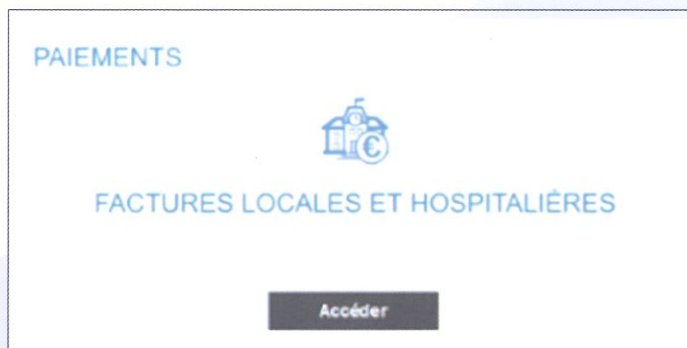 PAIEMENTS
€
FACTURES LOCALES ET HOSPITALIÈRES
Accéder